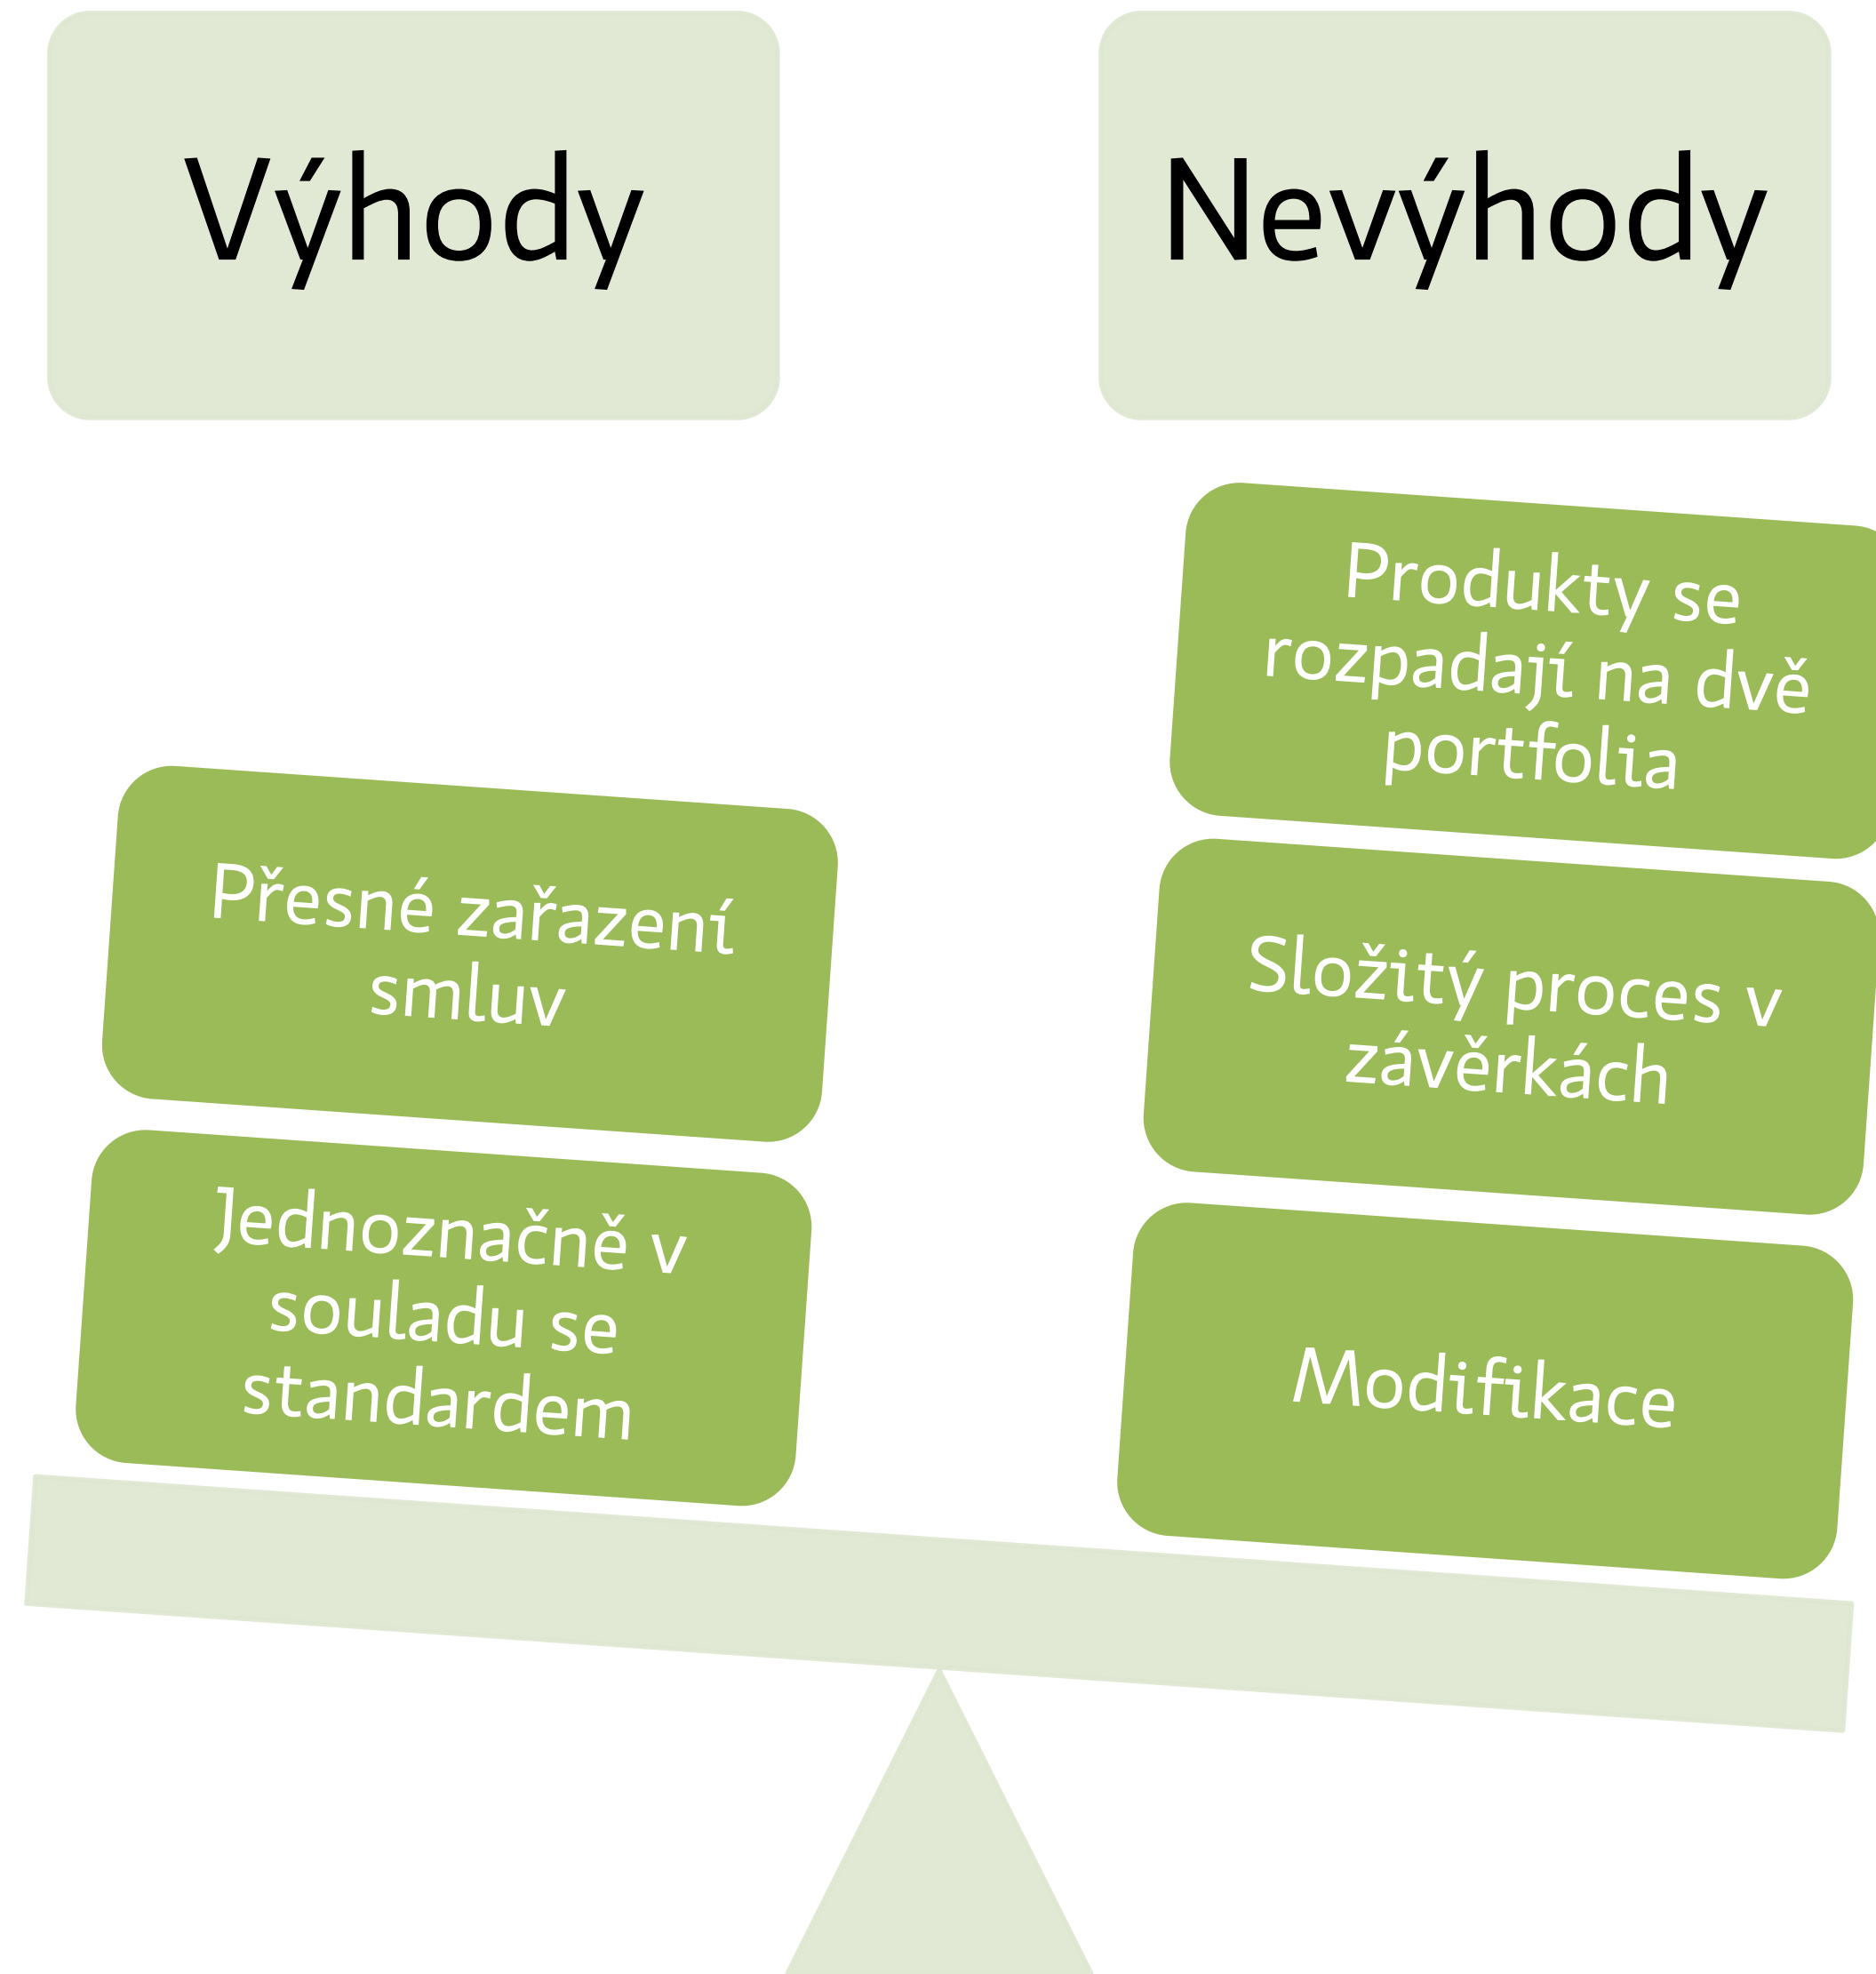 Výhody
Přesné zařazení
smluv
Jednoznačně v
souladu se
standardem
Nevýhody
Produkty se
rozpadají na dvě
portfolia
Složitý proces v
závěrkách
Modifikace